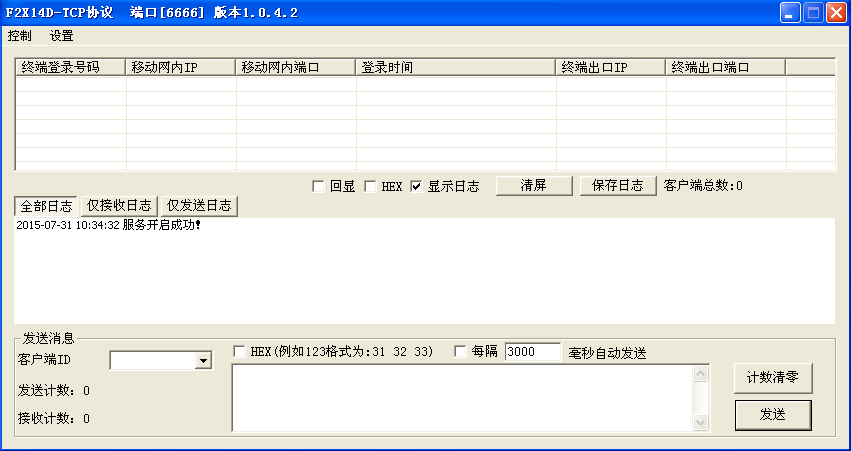 F2X14D-TCP协议  端口[6666] 版本1.0.4.2
控制 设置
终端登录号码 移动网内IP 移动网内端口 登录时间 终端出口IP 终端出口端口
回显 HEX 显示日志 清屏 保存日志 客户端总数:0
全部日志 仅接收日志 仅发送日志
2015-07-31 10:34:32 服务开启成功!
发送消息
客户端ID HEX(例如123格式为:31 32 33) 每隔 3000 毫秒自动发送
发送计数: 0 计数清零
接收计数: 0 发送